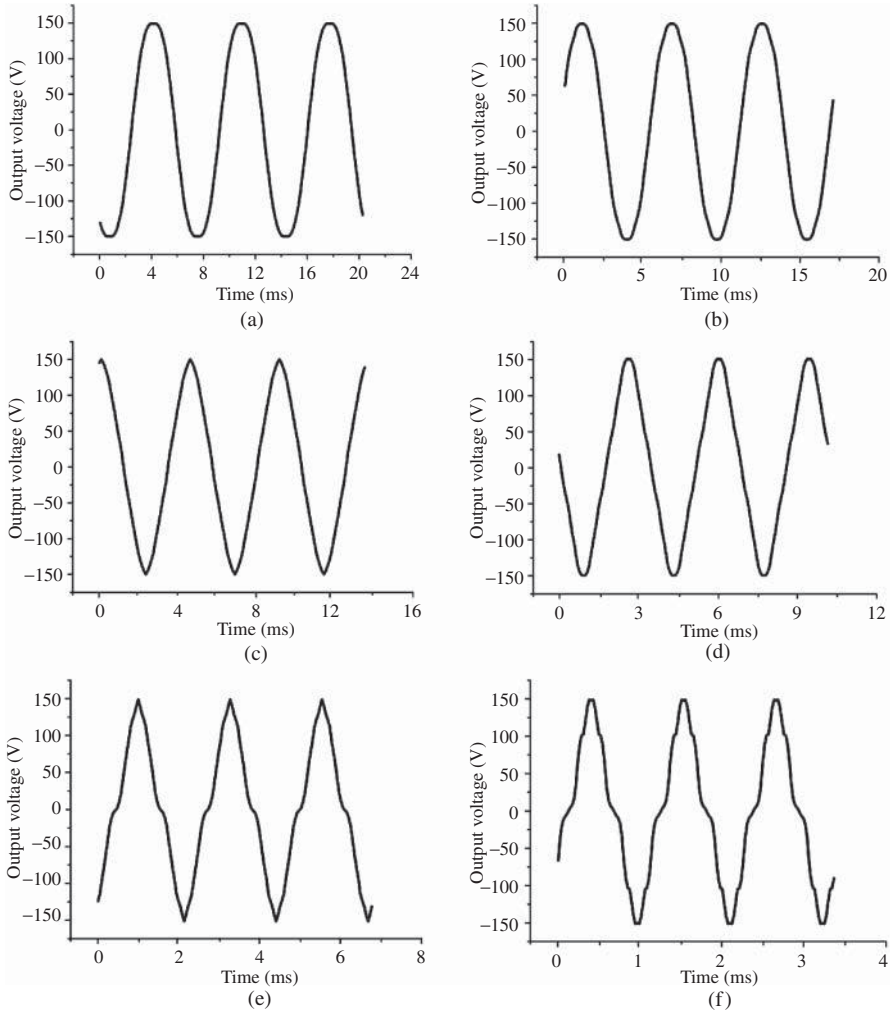 150
100
50
0
−50
−100
−150
Output voltage (V)
0 4 8 12 16 20 24
Time (ms)
(a)
150
100
50
0
−50
−100
−150
Output voltage (V)
0 5 10 15 20
Time (ms)
(b)
150
100
50
0
−50
−100
−150
Output voltage (V)
0 4 8 12 16
Time (ms)
(c)
150
100
50
0
−50
−100
−150
Output voltage (V)
0 3 6 9 12
Time (ms)
(d)
150
100
50
0
−50
−100
−150
Output voltage (V)
0 2 4 6 8
Time (ms)
(e)
150
100
50
0
−50
−100
−150
Output voltage (V)
0 1 2 3 4
Time (ms)
(f)